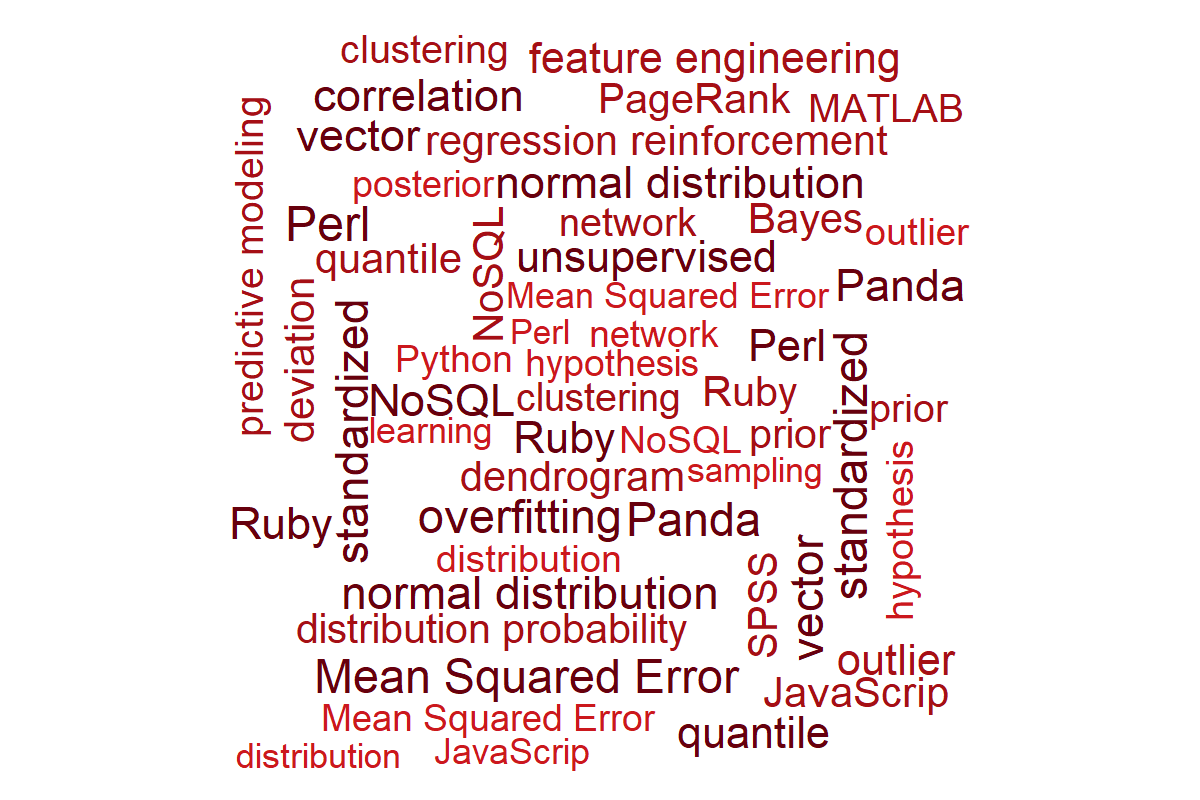 clustering
feature engineering
correlation
PageRank
MATLAB
vector
regression
reinforcement
predictive modeling
posterior
normal distribution
Perl
network
Bayes
outlier
quantile
NoSQL
unsupervised
Panda
Mean Squared Error
deviation
standardized
Perl
network
Perl
Python
hypothesis
standardized
NoSQL
clustering
Ruby
prior
learning
Ruby
NoSQL
prior
dendrogram
sampling
hypothesis
Ruby
overfitting
Panda
distribution
SPSS
vector
normal distribution
distribution
probability
outlier
Mean Squared Error
JavaScrip
Mean Squared Error
quantile
distribution
JavaScrip